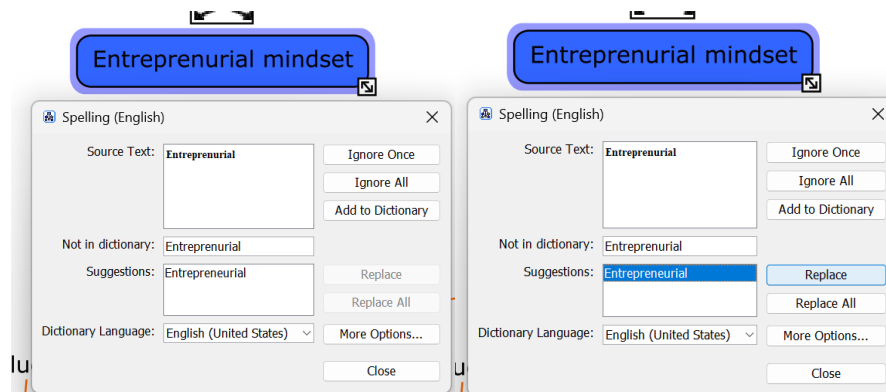 Entreprenurial mindset
Spelling (English)
Source Text:
Entreprenurial
Ignore Once
Ignore All
Add to Dictionary
Not in dictionary:
Entreprenurial
Suggestions:
Entrepreneurial
Replace
Replace All
Dictionary Language:
English (United States)
More Options...
Close
lu
Entreprenurial mindset
Spelling (English)
Source Text:
Entreprenurial
Ignore Once
Ignore All
Add to Dictionary
Not in dictionary:
Entreprenurial
Suggestions:
Entrepreneurial
Replace
Replace All
Dictionary Language:
English (United States)
More Options...
Close